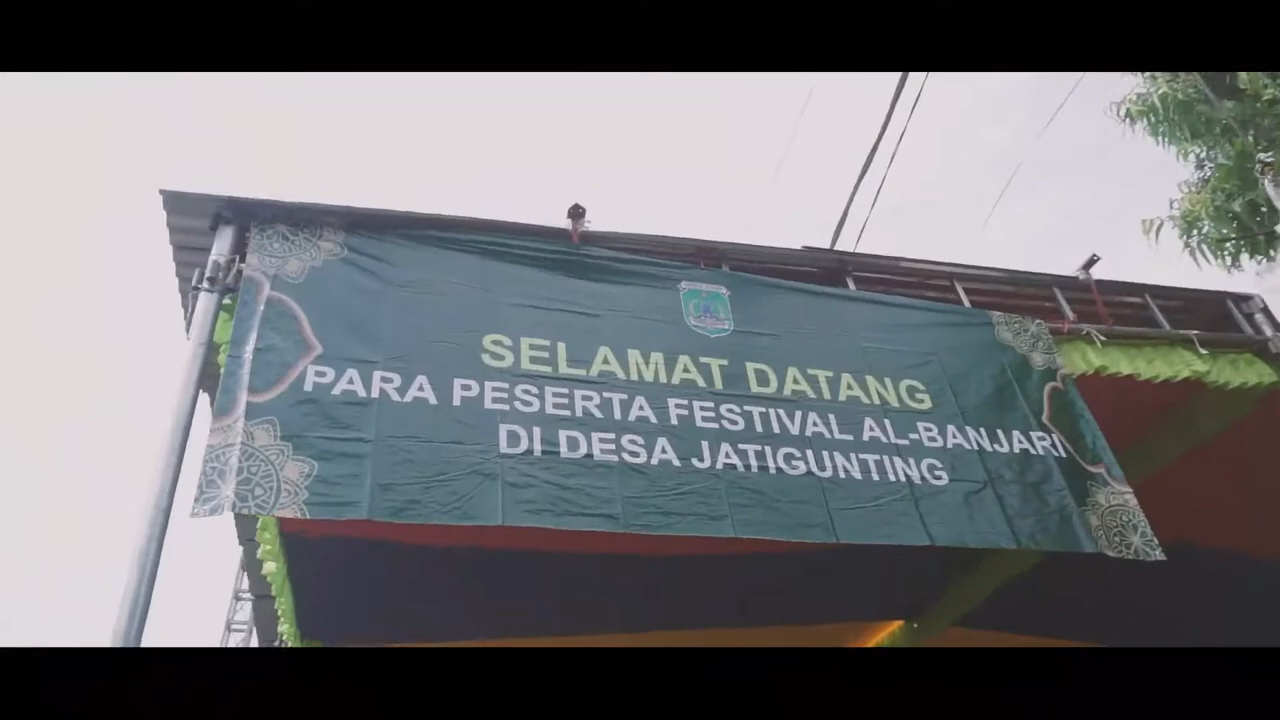 SELAMAT DATANG
PARA PESERTA FESTIVAL AL-BANJARI
DI DESA JATIGUNTING